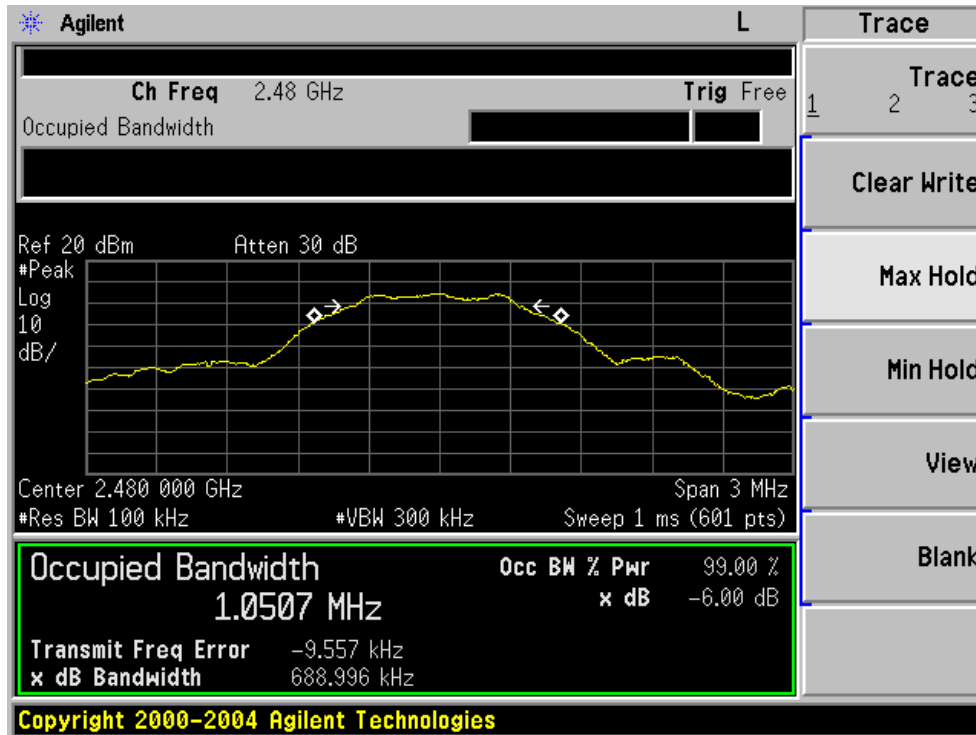 Agilent L Trace
Ch Freq 2.48 GHz Trig Free
Occupied Bandwidth
Trace
1 2 3
Clear Write
Ref 20 dBm Atten 30 dB
#Peak
Log
10
dB/
Max Hold
Min Hold
View
Center 2.480 000 GHz Span 3 MHz
#Res BW 100 kHz #VBW 300 kHz Sweep 1 ms (601 pts)
Blank
Occupied Bandwidth
1.0507 MHz
Occ BW % Pwr 99.00 %
x dB -6.00 dB
Transmit Freq Error -9.557 kHz
x dB Bandwidth 688.996 kHz
Copyright 2000-2004 Agilent Technologies